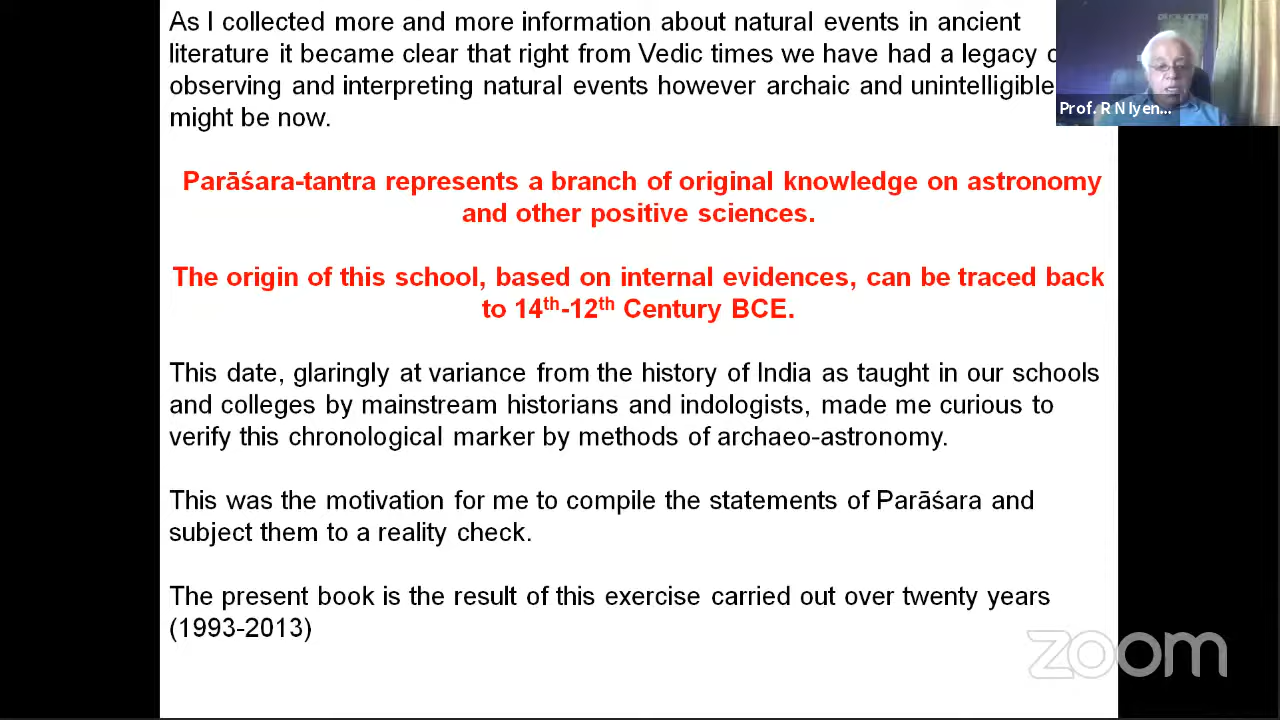 As I collected more and more information about natural events in ancient
literature it became clear that right from Vedic times we have had a legacy
observing and interpreting natural events however archaic and unintelligible
might be now.
Parāśara-tantra represents a branch of original knowledge on astronomy
and other positive sciences.
The origin of this school, based on internal evidences, can be traced back
to 14th-12th Century BCE.
This date, glaringly at variance from the history of India as taught in our schools
and colleges by mainstream historians and indologists, made me curious to
verify this chronological marker by methods of archaeo-astronomy.
This was the motivation for me to compile the statements of Parāśara and
subject them to a reality check.
The present book is the result of this exercise carried out over twenty years
(1993-2013)
Prof. R N Iyen...
zoom